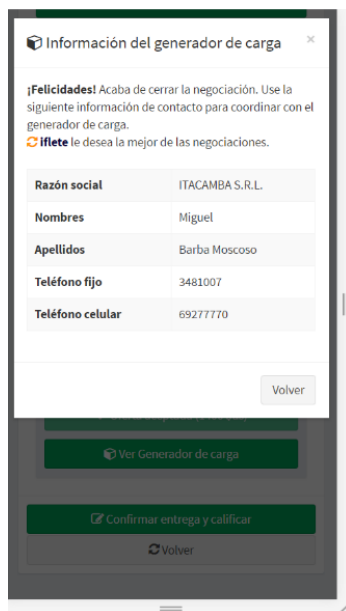 Información del generador de carga ×
¡Felicidades! Acaba de cerrar la negociación. Use la
siguiente información de contacto para coordinar con el
generador de carga.
iflete le desea la mejor de las negociaciones.
Razón social ITACAMBA S.R.L.
Nombres Miguel
Apellidos Barba Moscoso
Teléfono fijo 3481007
Teléfono celular 69277770
Volver
Ver Generador de carga
Confirmar entrega y calificar
Volver